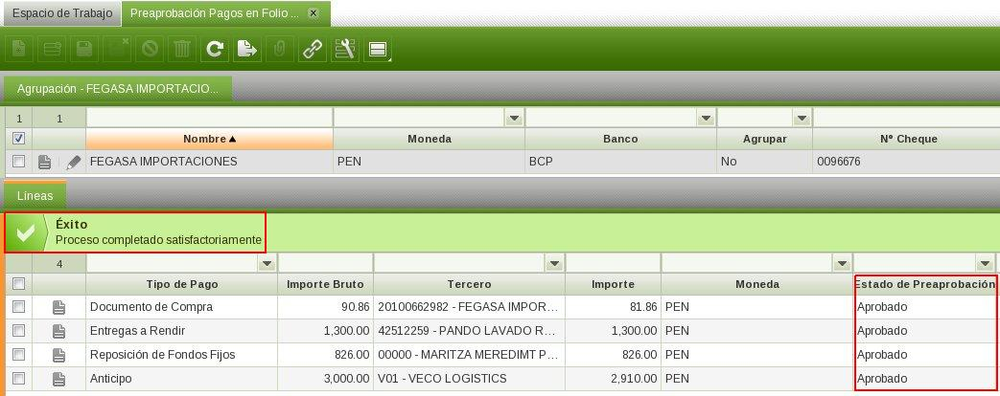 Espacio de Trabajo Preaprobación Pagos en Folio ... x
Agrupación - FEGASA IMPORTACIO...
1 1
Nombre Moneda Banco Agrupar Nº Cheque
FEGASA IMPORTACIONES PEN BCP No 0096676
Líneas
Éxito
Proceso completado satisfactoriamente
4
Tipo de Pago Importe Bruto Tercero Importe Moneda Estado de Preaprobación
Documento de Compra 90.86 20100662982 - FEGASA IMPOR... 81.86 PEN Aprobado
Entregas a Rendir 1,300.00 42512259 - PANDO LAVADO R... 1,300.00 PEN Aprobado
Reposición de Fondos Fijos 826.00 00000 - MARITZA MEREDIMT P... 826.00 PEN Aprobado
Anticipo 3,000.00 V01 - VECO LOGISTICS 2,910.00 PEN Aprobado